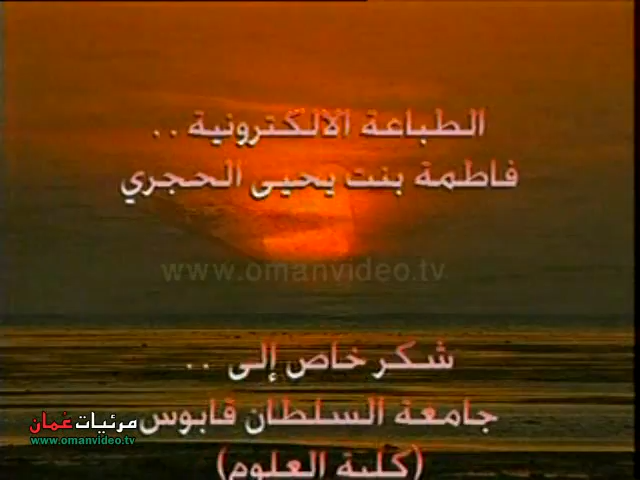 الطباعة الالكترونية ..
فاطمة بنت يحيى الحجري
www.omanvideo.tv
شكر خاص إلى ..
جامعة السلطان قابوس
(كلية العلوم)
مرئيات عُمان
www.omanvideo.tv